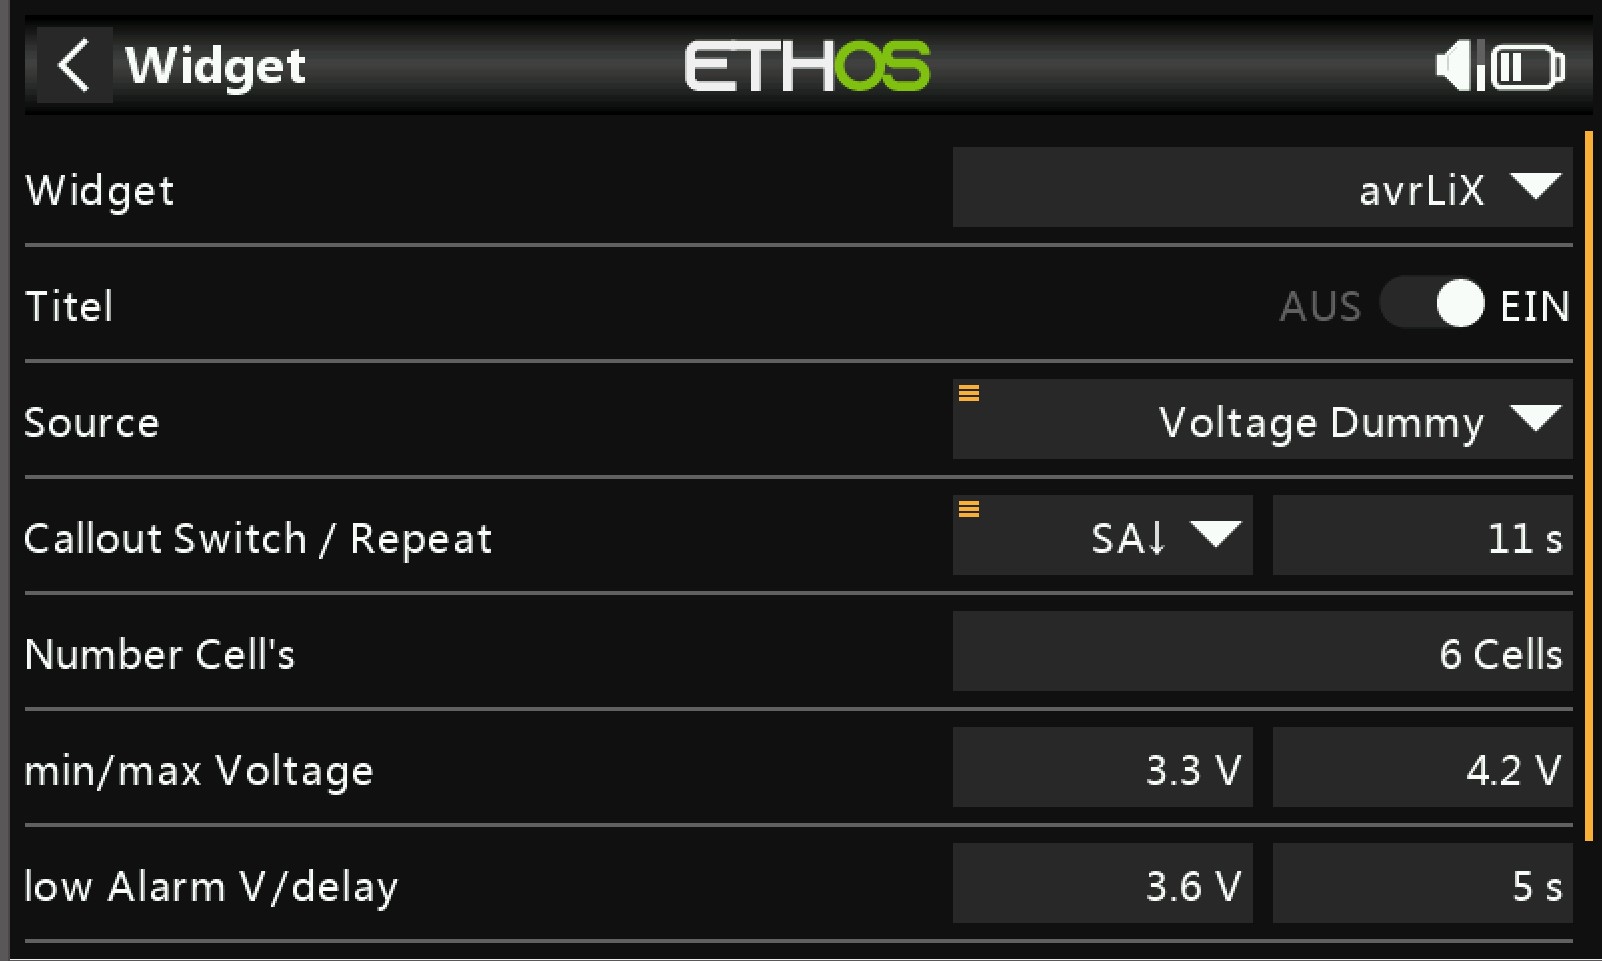 Widget ETHOS
Widget avrLiX
Titel AUS EIN
Source Voltage Dummy
Callout Switch / Repeat SA↓ 11 s
Number Cell's 6 Cells
min/max Voltage 3.3 V 4.2 V
low Alarm V/delay 3.6 V 5 s